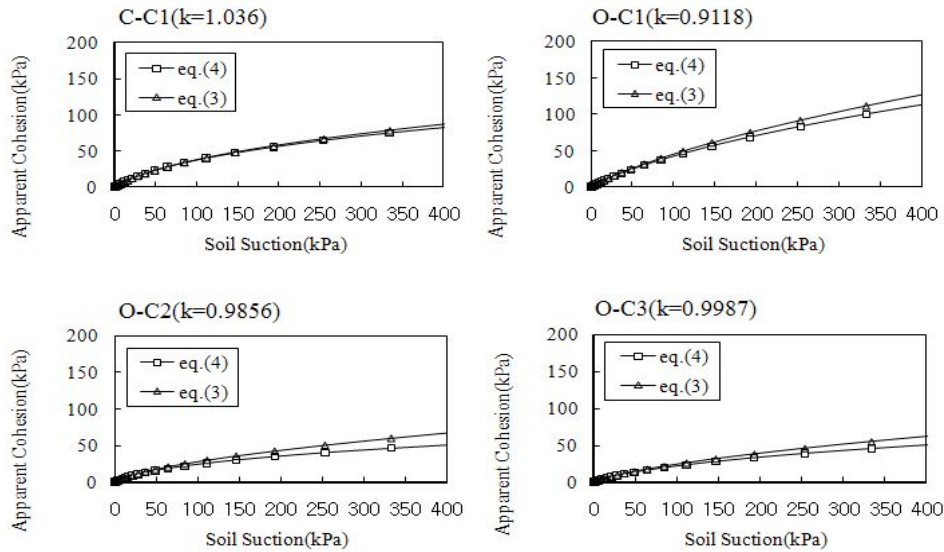 C-C1(k=1.036)
200
150
100
50
0
Apparent Cohesion(kPa)
eq.(4)
eq.(3)
0 50 100 150 200 250 300 350 400
Soil Suction(kPa)
O-C1(k=0.9118)
200
150
100
50
0
Apparent Cohesion(kPa)
eq.(4)
eq.(3)
0 50 100 150 200 250 300 350 400
Soil Suction(kPa)
O-C2(k=0.9856)
200
150
100
50
0
Apparent Cohesion(kPa)
eq.(4)
eq.(3)
0 50 100 150 200 250 300 350 400
Soil Suction(kPa)
O-C3(k=0.9987)
200
150
100
50
0
Apparent Cohesion(kPa)
eq.(4)
eq.(3)
0 50 100 150 200 250 300 350 400
Soil Suction(kPa)